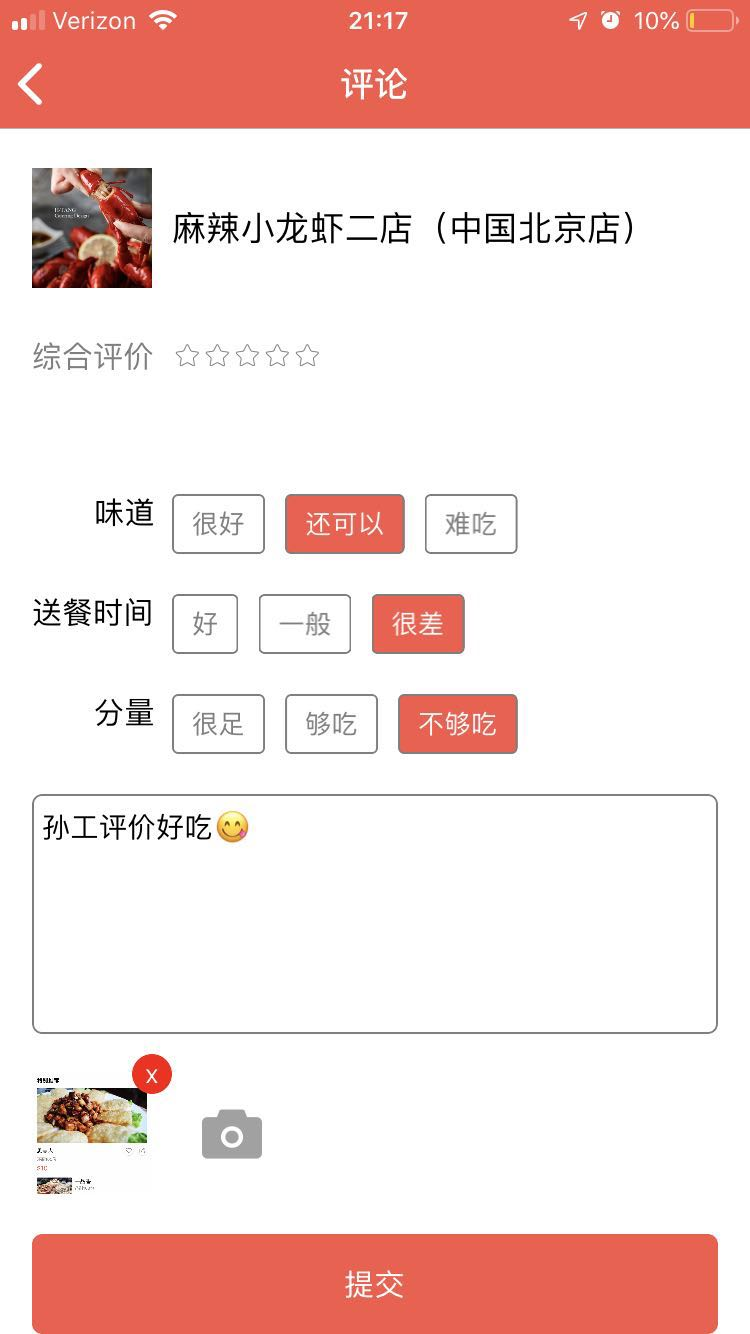 Verizon 21:17 10%
评论
麻辣小龙虾二店（中国北京店）
综合评价
味道 很好 还可以 难吃
送餐时间 好 一般 很差
分量 很足 够吃 不够吃
孙工评价好吃😋
X
提交